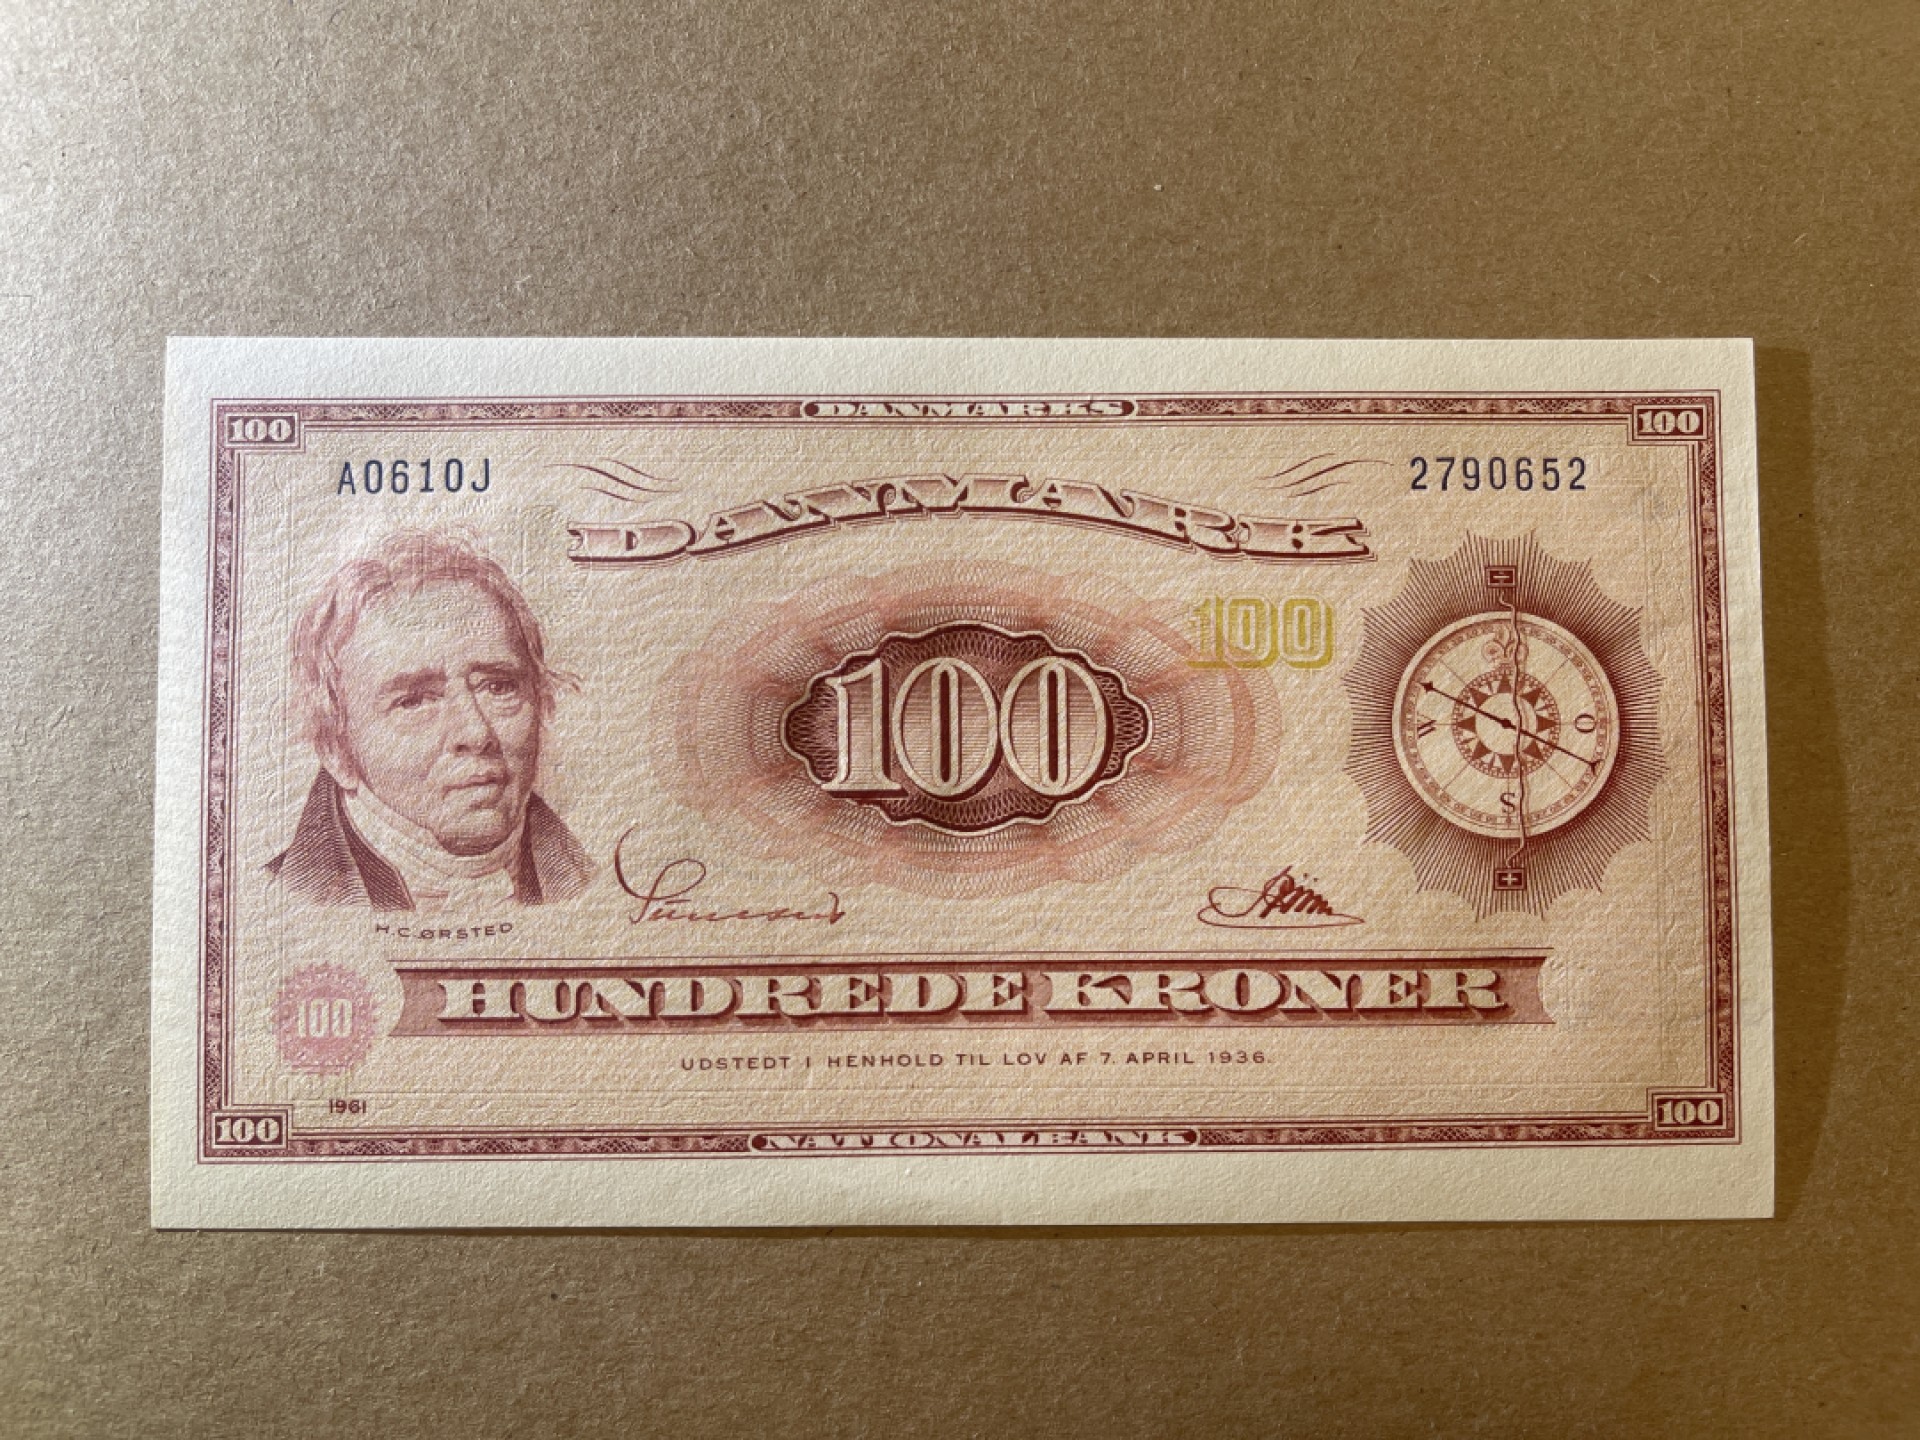 DANMARKS
100
100
A0610J
2790652
DANMARK
100
100
W
O
S
H.C.ØRSTED
100
HUNDREDE KRONER
UDSTEDT I HENHOLD TIL LOV AF 7. APRIL 1936.
1961
100
100
NATIONALBANK